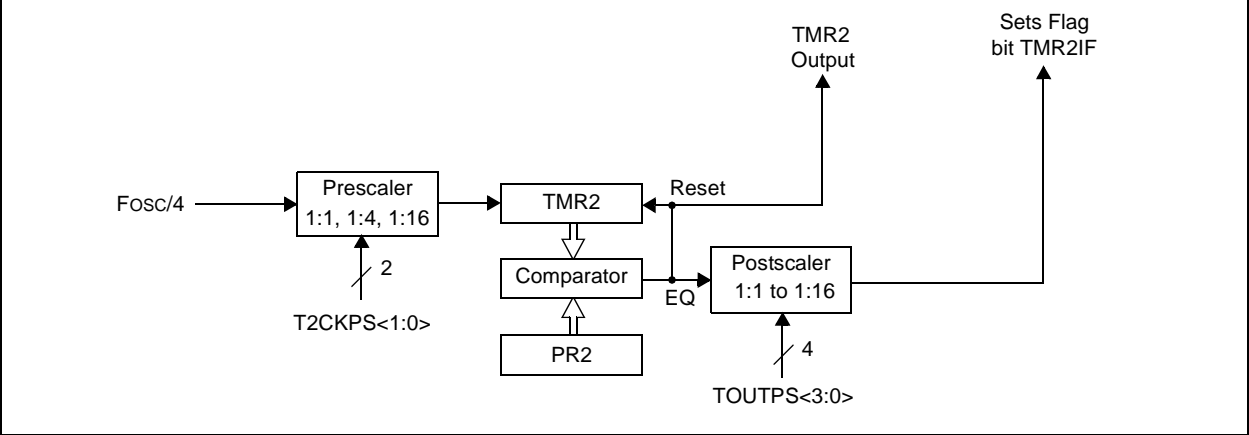 TMR2
Output
Sets Flag
bit TMR2IF
Fosc/4
Prescaler
1:1, 1:4, 1:16
2
T2CKPS<1:0>
TMR2
Reset
Comparator
EQ
PR2
Postscaler
1:1 to 1:16
4
TOUTPS<3:0>